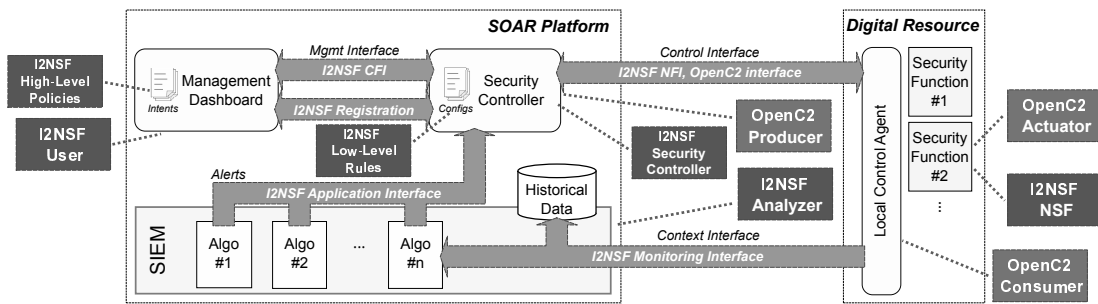 SOAR Platform
Digital Resource
I2NSF
High-Level
Policies
I2NSF
User
Intents
Management
Dashboard
Mgmt Interface
I2NSF CFI
I2NSF Registration
Configs
Security
Controller
I2NSF
Low-Level
Rules
Control Interface
I2NSF NFI, OpenC2 interface
OpenC2
Producer
I2NSF
Security
Controller
I2NSF
Analyzer
Alerts
I2NSF Application Interface
Historical
Data
SIEM
Algo
#1
Algo
#2
...
Algo
#n
Context Interface
I2NSF Monitoring Interface
Local Control Agent
Security
Function
#1
Security
Function
#2
...
OpenC2
Actuator
I2NSF
NSF
OpenC2
Consumer